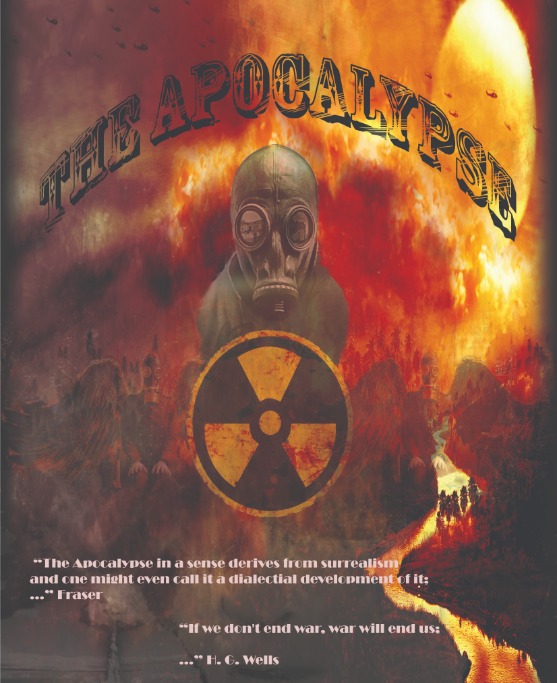 THE APOCALYPSE
“The Apocalypse in a sense derives from surrealism
and one might even call it a dialectial development of it;
...” Fraser
“If we don't end war, war will end us;
...” H. G. Wells